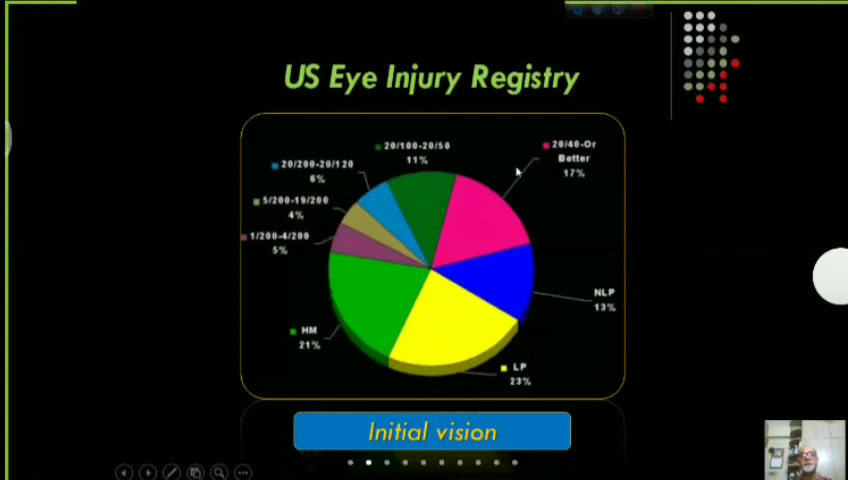 US Eye Injury Registry
20/100-20/50
11%
20/40-Or
Better
17%
20/200-20/120
6%
5/200-19/200
4%
1/200-4/200
5%
NLP
13%
HM
21%
LP
23%
Initial vision